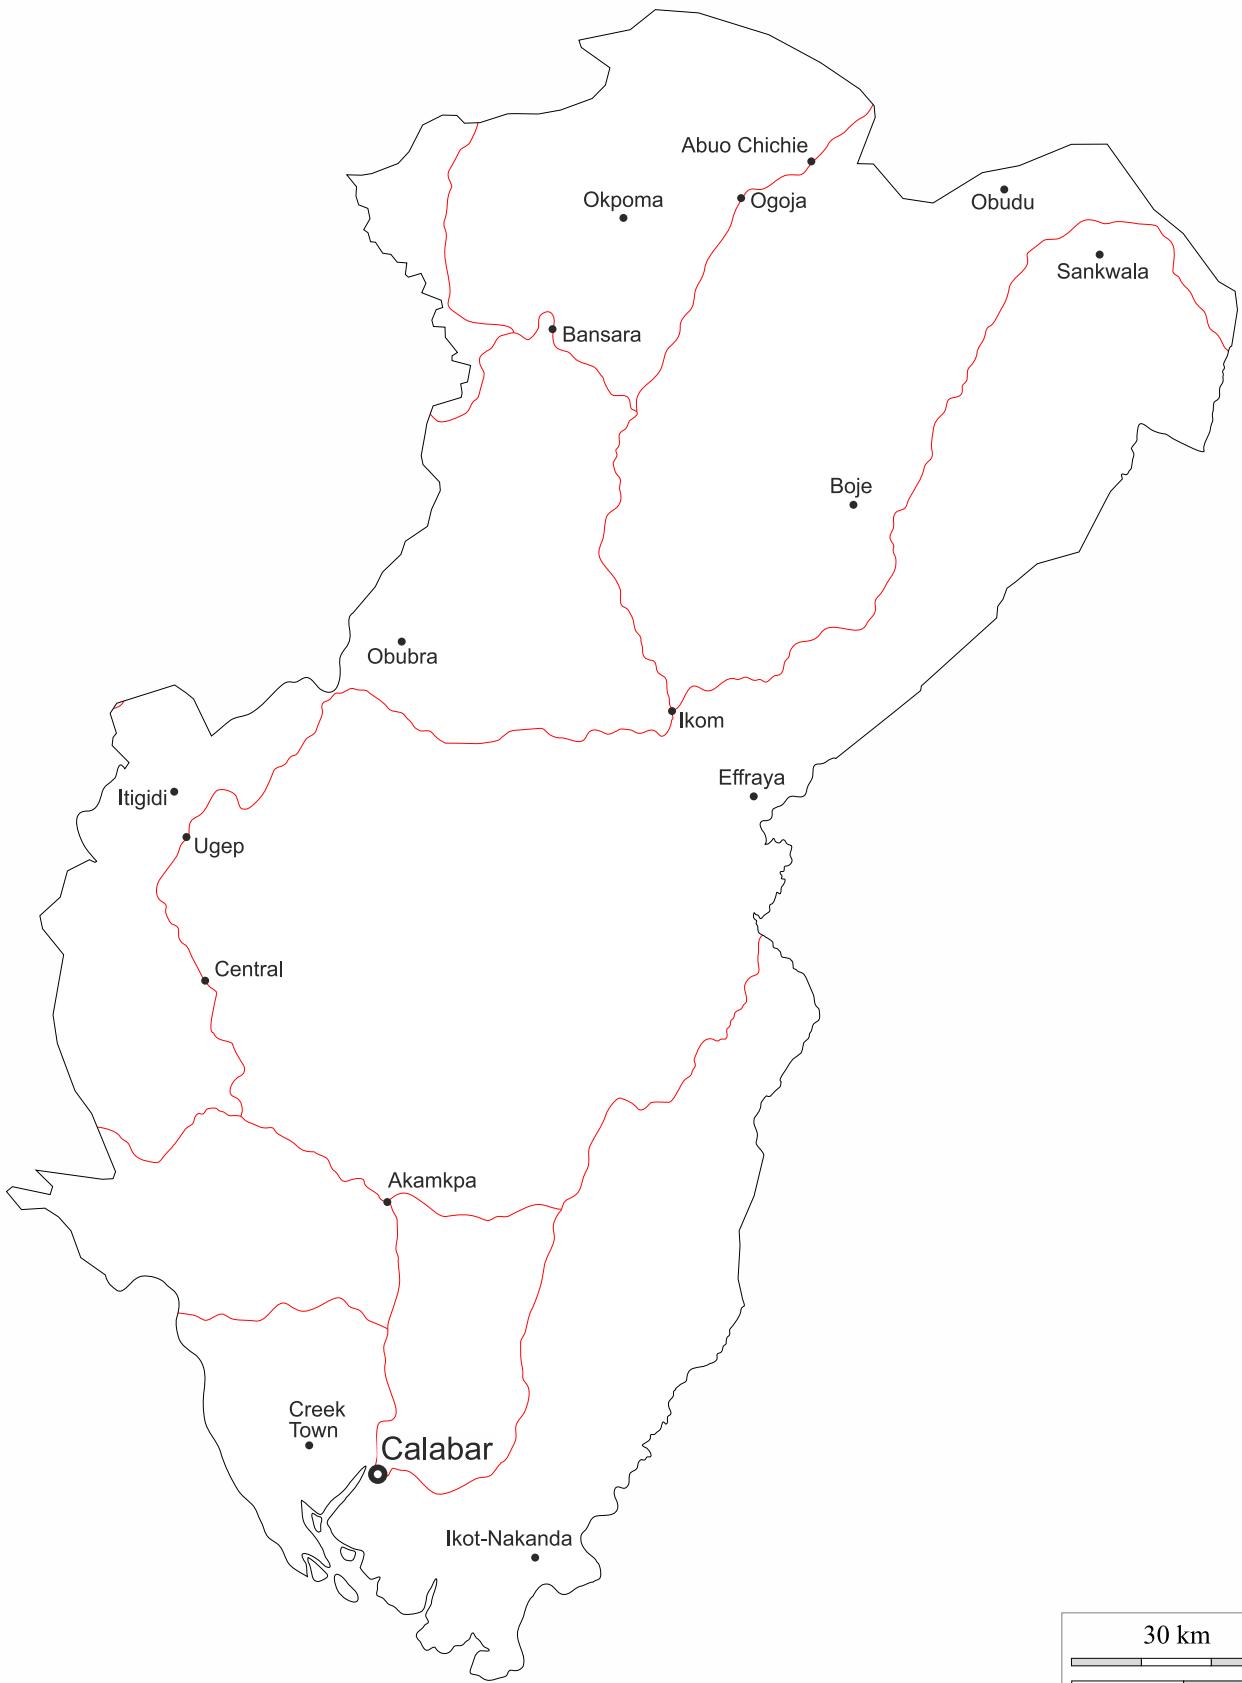 Abuo Chichie
Okpoma
Ogoja
Obudu
Sankwala
Bansara
Boje
Obubra
Ikom
Effraya
Itigidi
Ugep
Central
Akamkpa
Creek
Town
Calabar
Ikot-Nakanda
30 km